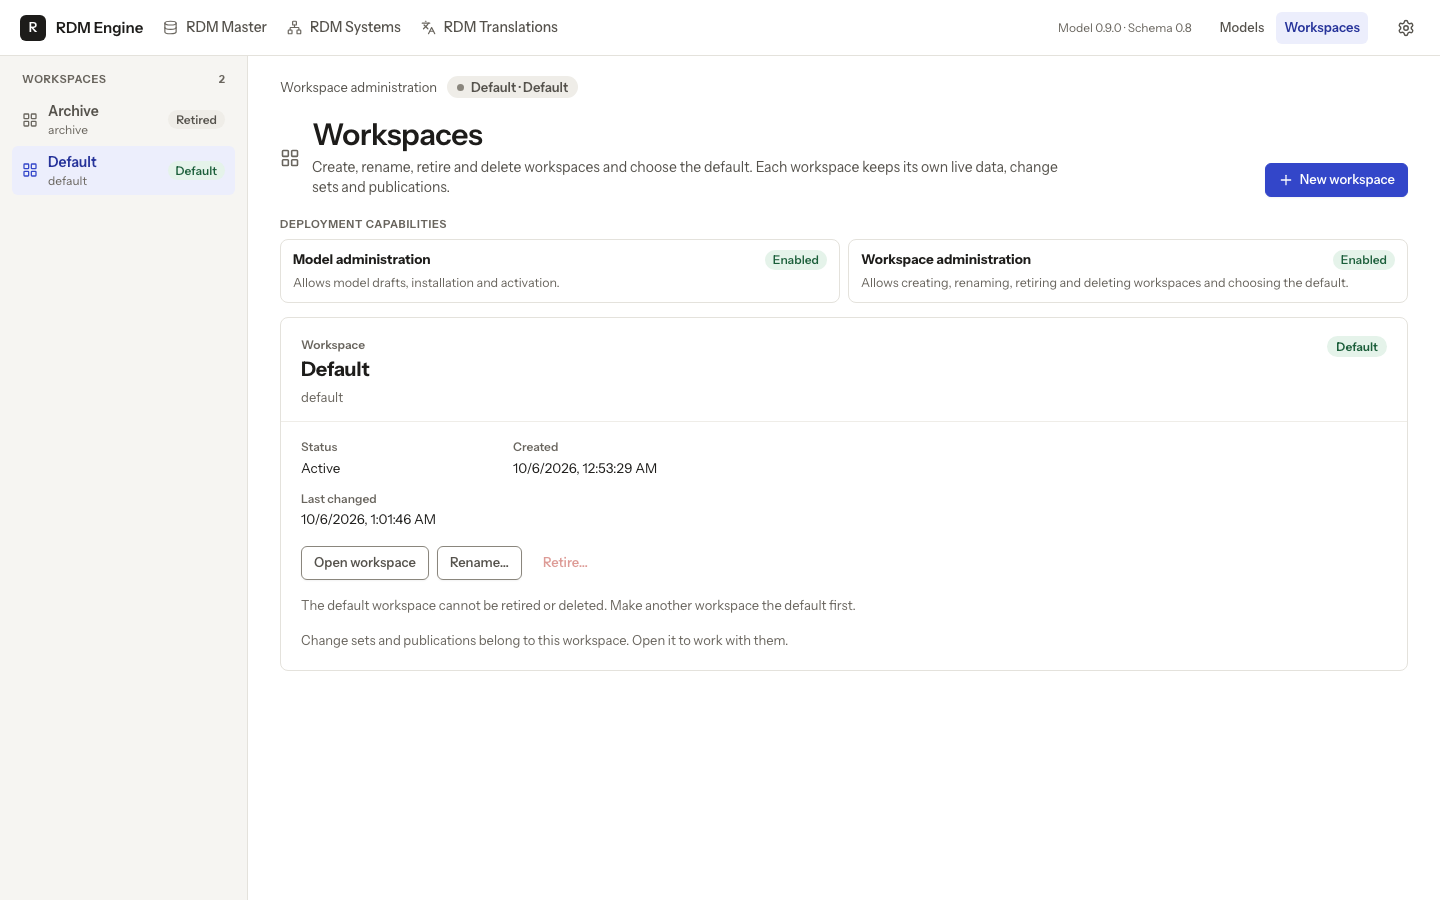 R RDM Engine RDM Master RDM Systems RDM Translations Model 0.9.0 · Schema 0.8 Models Workspaces
WORKSPACES 2
Archive
archive
Retired
Default
default
Default
Workspace administration Default · Default
Workspaces
Create, rename, retire and delete workspaces and choose the default. Each workspace keeps its own live data, change
sets and publications.
+ New workspace
DEPLOYMENT CAPABILITIES
Model administration Enabled
Allows model drafts, installation and activation.
Workspace administration Enabled
Allows creating, renaming, retiring and deleting workspaces and choosing the default.
Workspace
Default
default
Default
Status
Active
Created
10/6/2026, 12:53:29 AM
Last changed
10/6/2026, 1:01:46 AM
Open workspace Rename... Retire...
The default workspace cannot be retired or deleted. Make another workspace the default first.
Change sets and publications belong to this workspace. Open it to work with them.